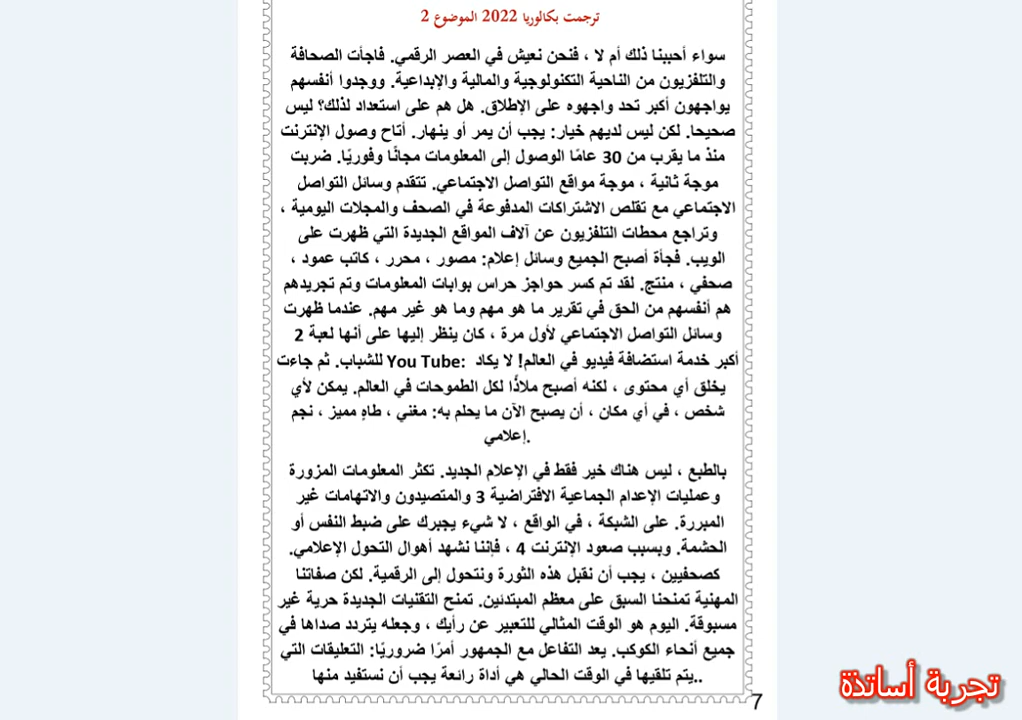 ترجمت بكالوريا 2022 الموضوع 2
سواء أحببنا ذلك أم لا ، فنحن نعيش في العصر الرقمي. فاجأت الصحافة
والتلفزيون من الناحية التكنولوجية والمالية والإبداعية. ووجدوا أنفسهم
يواجهون أكبر تحد واجهوه على الإطلاق. هل هم على استعداد لذلك؟ ليس
صحيحا. لكن ليس لديهم خيار: يجب أن يمر أو ينهار. أتاح وصول الإنترنت
منذ ما يقرب من 30 عامًا الوصول إلى المعلومات مجانًا وفوريًا. ضربت
موجة ثانية ، موجة مواقع التواصل الاجتماعي. تتقدم وسائل التواصل
الاجتماعي مع تقلص الاشتراكات المدفوعة في الصحف والمجلات اليومية ،
وتراجع محطات التلفزيون عن آلاف المواقع الجديدة التي ظهرت على
الويب. فجأة أصبح الجميع وسائل إعلام: مصور ، محرر ، كاتب عمود ،
صحفي ، منتج. لقد تم كسر حواجز حراس بوابات المعلومات وتم تجريدهم
هم أنفسهم من الحق في تقرير ما هو مهم وما هو غير مهم. عندما ظهرت
وسائل التواصل الاجتماعي لأول مرة ، كان ينظر إليها على أنها لعبة 2
أكبر خدمة استضافة فيديو في العالم! لا يكاد :You Tube للشباب. ثم جاءت
يخلق أي محتوى ، لكنه أصبح ملاذًا لكل الطموحات في العالم. يمكن لأي
شخص ، في أي مكان ، أن يصبح الآن ما يحلم به: مغني ، طاهٍ مميز ، نجم
إعلامي.
بالطبع ، ليس هناك خير فقط في الإعلام الجديد. تكثر المعلومات المزورة
وعمليات الإعدام الجماعية الافتراضية 3 والمتصيدون والاتهامات غير
المبررة. على الشبكة ، في الواقع ، لا شيء يجبرك على ضبط النفس أو
الحشمة. وبسبب صعود الإنترنت 4 ، فإننا نشهد أهوال التحول الإعلامي.
كصحفيين ، يجب أن نقبل هذه الثورة ونتحول إلى الرقمية. لكن صفاتنا
المهنية تمنحنا السبق على معظم المبتدئين. تمنح التقنيات الجديدة حرية غير
مسبوقة. اليوم هو الوقت المثالي للتعبير عن رأيك ، وجعله يتردد صداها في
جميع أنحاء الكوكب. يعد التفاعل مع الجمهور أمرًا ضروريًا: التعليقات التي
يتم تلقيها في الوقت الحالي هي أداة رائعة يجب أن نستفيد منها..
7
تجربة أساتذة